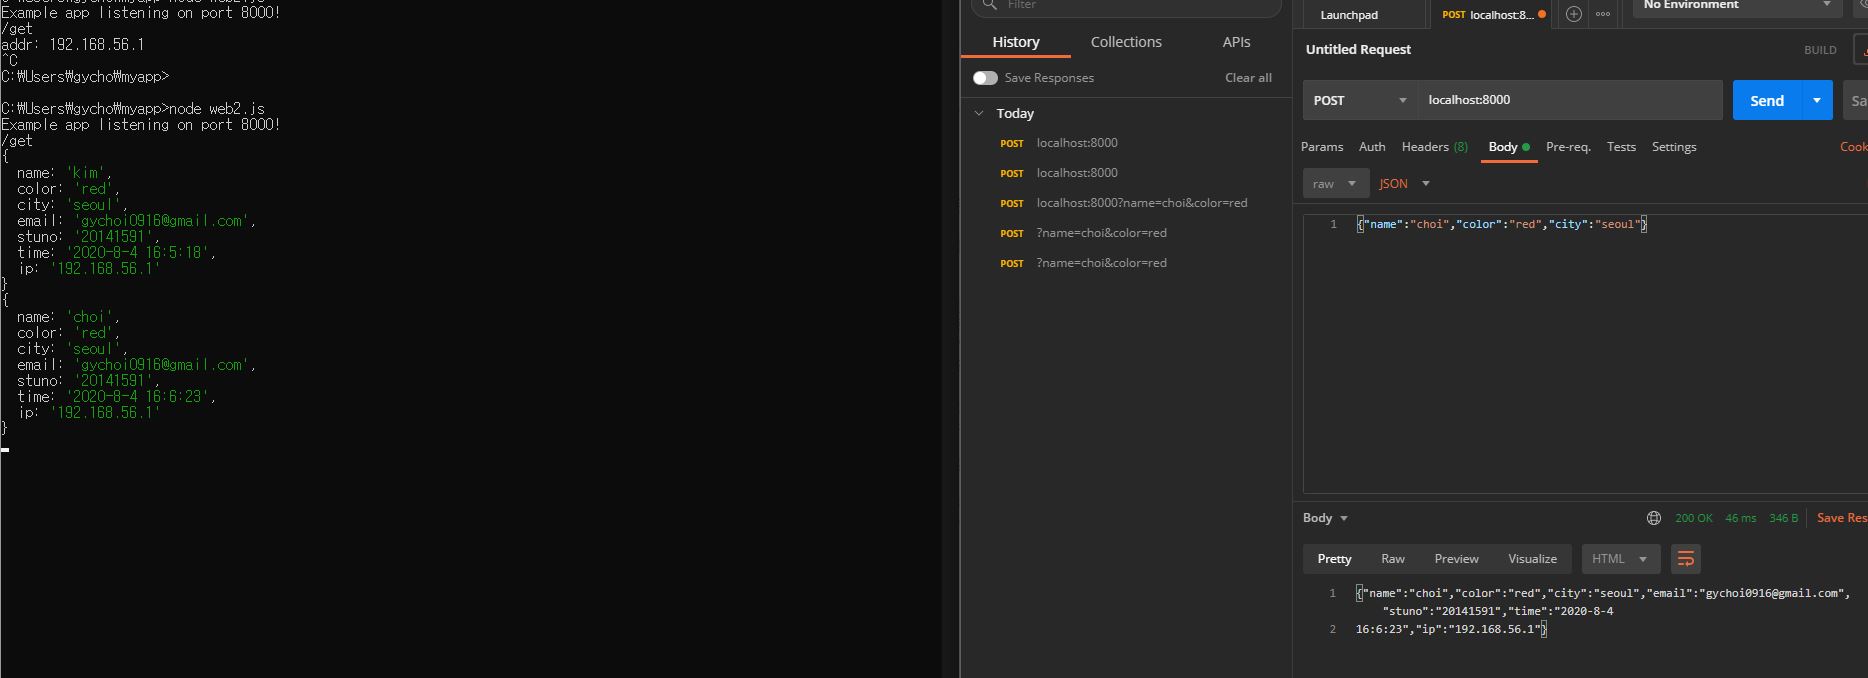 Example app listening on port 8000!
/get
addr: 192.168.56.1
^C
C:₩Users₩gycho₩myapp>
C:₩Users₩gycho₩myapp>node web2.js
Example app listening on port 8000!
/get
{
name: 'kim',
color: 'red',
city: 'seoul',
email: 'gychoi0916@gmail.com',
stuno: '20141591',
time: '2020-8-4 16:5:18',
ip: '192.168.56.1'
}
{
name: 'choi',
color: 'red',
city: 'seoul',
email: 'gychoi0916@gmail.com',
stuno: '20141591',
time: '2020-8-4 16:6:23',
ip: '192.168.56.1'
}
Filter
History Collections APIs
Save Responses Clear all
Today
POST localhost:8000
POST localhost:8000
POST localhost:8000?name=choi&color=red
POST ?name=choi&color=red
POST ?name=choi&color=red
Launchpad POST localhost:8... No Environment
Untitled Request BUILD
POST localhost:8000 Send Sa
Params Auth Headers (8) Body Pre-req. Tests Settings Cook
raw JSON
1 {"name":"choi","color":"red","city":"seoul"}
Body 200 OK 46 ms 346 B Save Res
Pretty Raw Preview Visualize HTML
1 {"name":"choi","color":"red","city":"seoul","email":"gychoi0916@gmail.com",
"stuno":"20141591","time":"2020-8-4
2 16:6:23","ip":"192.168.56.1"}